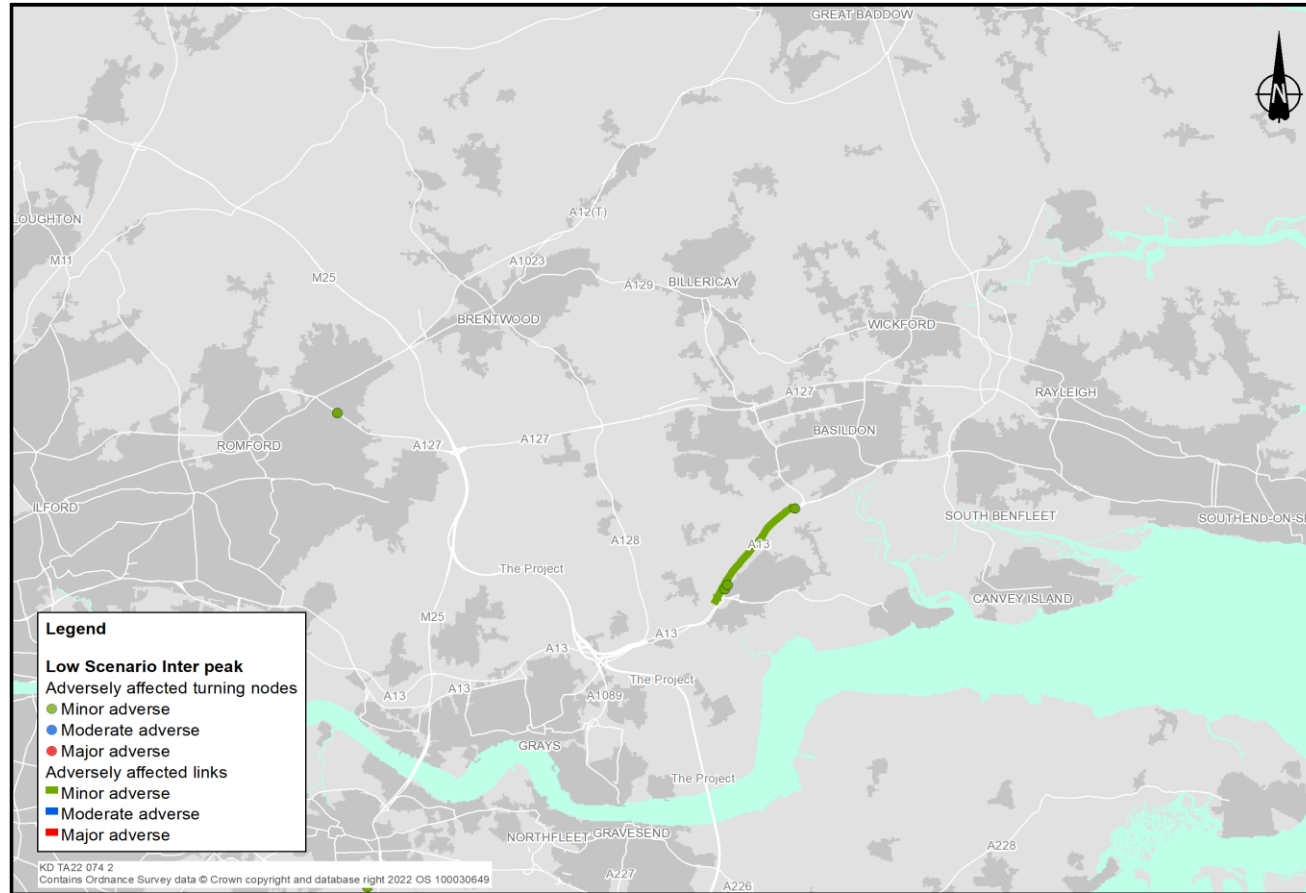 GREAT BADDOW
N
LOUGHTON
M11
A12(T)
M25
A1023
A129
BILLERICAY
BRENTWOOD
WICKFORD
RAYLEIGH
A127
BASILDON
ROMFORD
A127
A127
ILFORD
SOUTH BENFLEET
SOUTHEND-ON-SE
A128
A13
The Project
CANVEY ISLAND
M25
A13
A13
The Project
A13
A13
A1089
GRAYS
The Project
NORTHFLEET
GRAVESEND
A228
A227
A226
Legend
Low Scenario Inter peak
Adversely affected turning nodes
Minor adverse
Moderate adverse
Major adverse
Adversely affected links
Minor adverse
Moderate adverse
Major adverse
KD TA22 074 2
Contains Ordnance Survey data © Crown copyright and database right 2022 OS 100030649